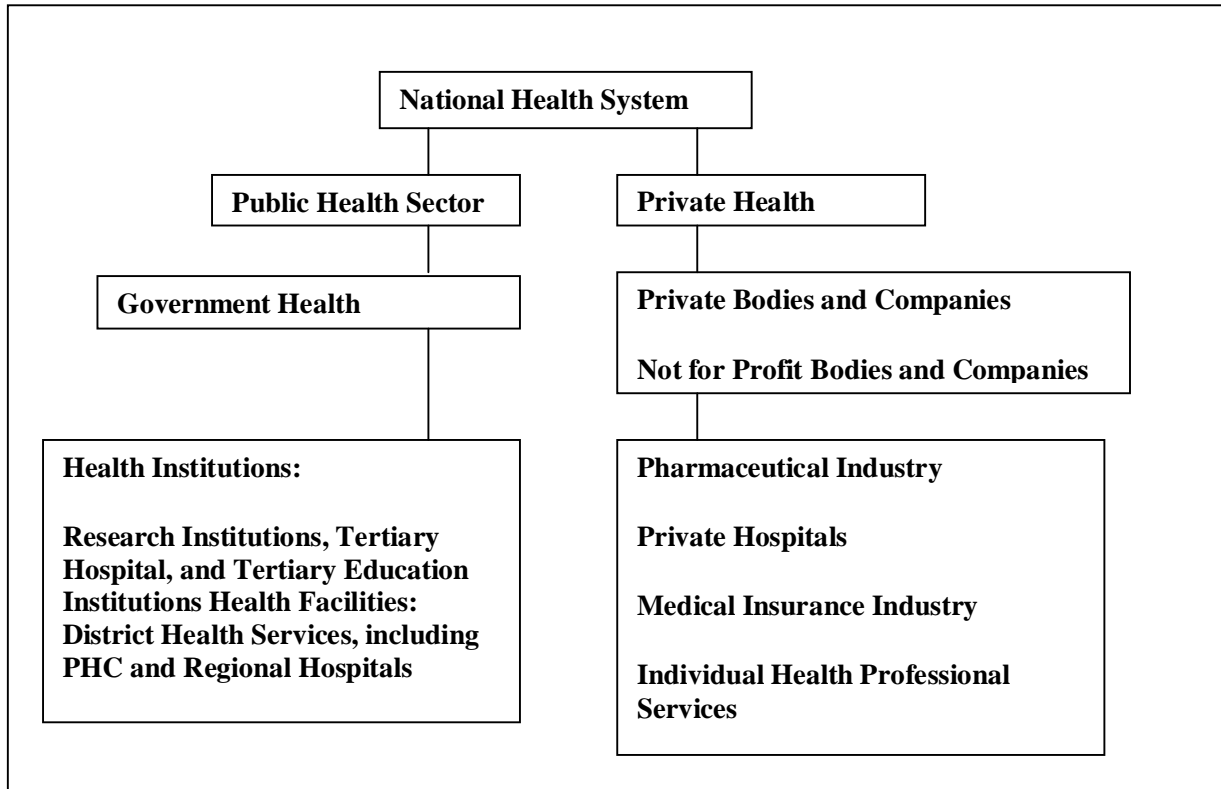 National Health System
Public Health Sector
Private Health
Government Health
Private Bodies and Companies
Not for Profit Bodies and Companies
Health Institutions:
Research Institutions, Tertiary
Hospital, and Tertiary Education
Institutions Health Facilities:
District Health Services, including
PHC and Regional Hospitals
Pharmaceutical Industry
Private Hospitals
Medical Insurance Industry
Individual Health Professional
Services